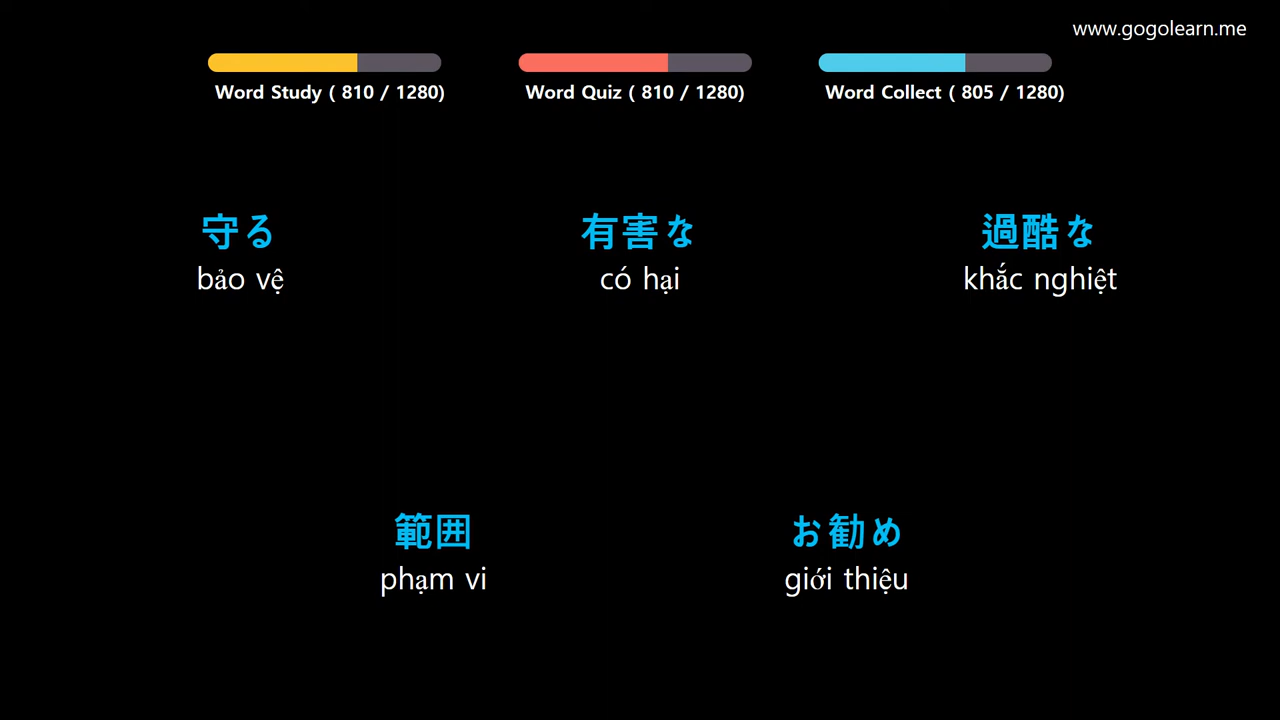 www.gogolearn.me
Word Study ( 810 / 1280)
Word Quiz ( 810 / 1280)
Word Collect ( 805 / 1280)
守る
bảo vệ
有害な
có hại
過酷な
khắc nghiệt
範囲
phạm vi
お勧め
giới thiệu